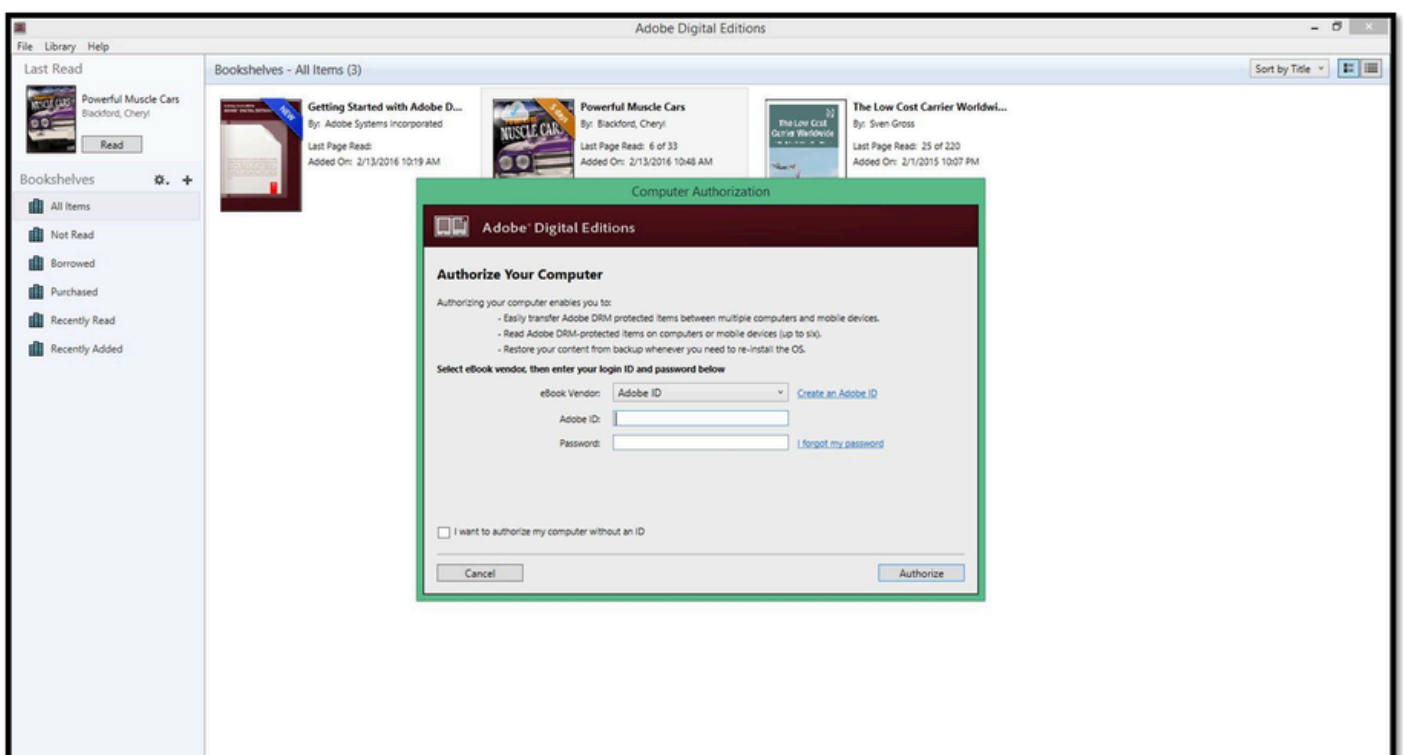 Adobe Digital Editions
File Library Help
Last Read
Powerful Muscle Cars
Blackford, Cheryl
Read
Bookshelves
All Items
Not Read
Borrowed
Purchased
Recently Read
Recently Added
Bookshelves - All Items (3)
Sort by Title
NEW
Getting Started with Adobe D...
By: Adobe Systems Incorporated
Last Page Read:
Added On: 2/13/2016 10:19 AM
5 days
MUSCLE CARS
Powerful Muscle Cars
By: Blackford, Cheryl
Last Page Read: 6 of 33
Added On: 2/13/2016 10:48 AM
The Low Cost
Carrier Worldwide
The Low Cost Carrier Worldwi...
By: Sven Gross
Last Page Read: 25 of 220
Added On: 2/1/2015 10:07 PM
Computer Authorization
Adobe® Digital Editions
Authorize Your Computer
Authorizing your computer enables you to:
- Easily transfer Adobe DRM protected items between multiple computers and mobile devices.
- Read Adobe DRM-protected items on computers or mobile devices (up to six).
- Restore your content from backup whenever you need to re-install the OS.
Select eBook vendor, then enter your login ID and password below
eBook Vendor: Adobe ID Create an Adobe ID
Adobe ID:
Password: I forgot my password
I want to authorize my computer without an ID
Cancel Authorize